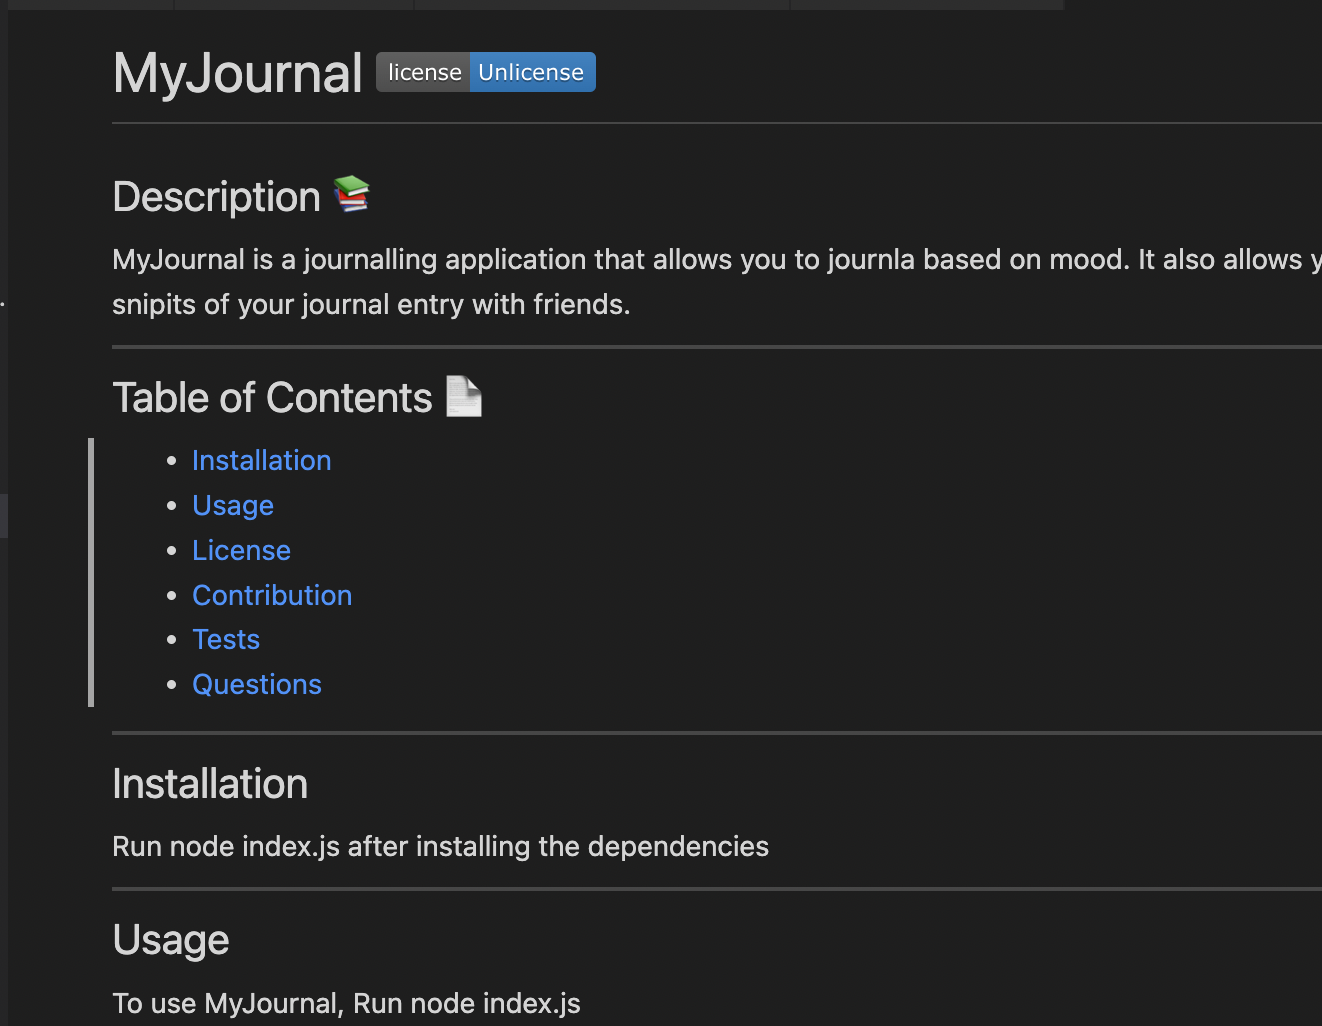 MyJournal license Unlicense
Description
MyJournal is a journalling application that allows you to journla based on mood. It also allows
snipits of your journal entry with friends.
Table of Contents
• Installation
• Usage
• License
• Contribution
• Tests
• Questions
Installation
Run node index.js after installing the dependencies
Usage
To use MyJournal, Run node index.js